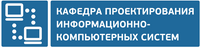 КАФЕДРА ПРОЕКТИРОВАНИЯ
ИНФОРМАЦИОННО-
КОМПЬЮТЕРНЫХ СИСТЕМ